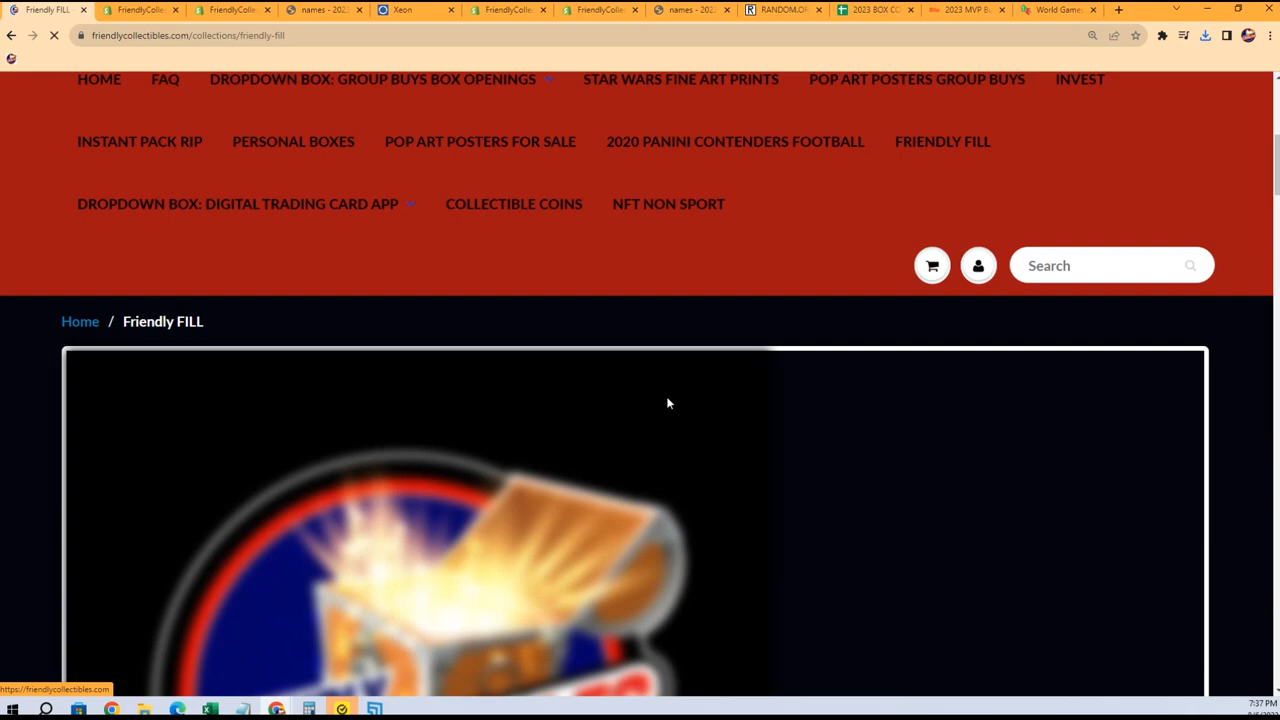 Friendly FILL
FriendlyColle
FriendlyColle
names - 202
Xeon
FriendlyColle
FriendlyColle
names - 202
RANDOM.OR
2023 BOX CO
2023 MVP Bu
World Game
friendlycollectibles.com/collections/friendly-fill
HOME FAQ DROPDOWN BOX: GROUP BUYS BOX OPENINGS STAR WARS FINE ART PRINTS POP ART POSTERS GROUP BUYS INVEST
INSTANT PACK RIP PERSONAL BOXES POP ART POSTERS FOR SALE 2020 PANINI CONTENDERS FOOTBALL FRIENDLY FILL
DROPDOWN BOX: DIGITAL TRADING CARD APP COLLECTIBLE COINS NFT NON SPORT
Search
Home / Friendly FILL
https://friendlycollectibles.com
7:37 PM